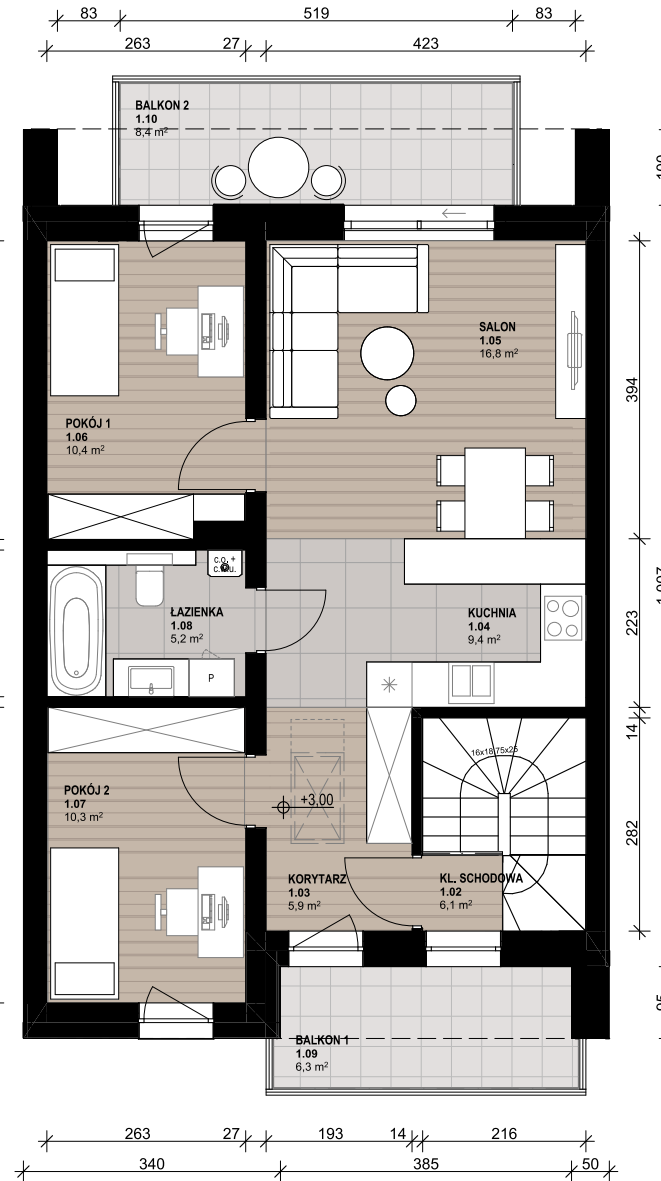 83
519
83
263
27
423
BALKON 2
1.10
8,4 m²
SALON
1.05
16,8 m²
394
POKÓJ 1
1.06
10,4 m²
c.o. +
c.w.u.
ŁAZIENKA
1.08
5,2 m²
P
KUCHNIA
1.04
9,4 m²
223
14
16x18,75x25
POKÓJ 2
1.07
10,3 m²
+3,00
282
KORYTARZ
1.03
5,9 m²
KL. SCHODOWA
1.02
6,1 m²
BALKON 1
1.09
6,3 m²
263
27
193
14
216
340
385
50